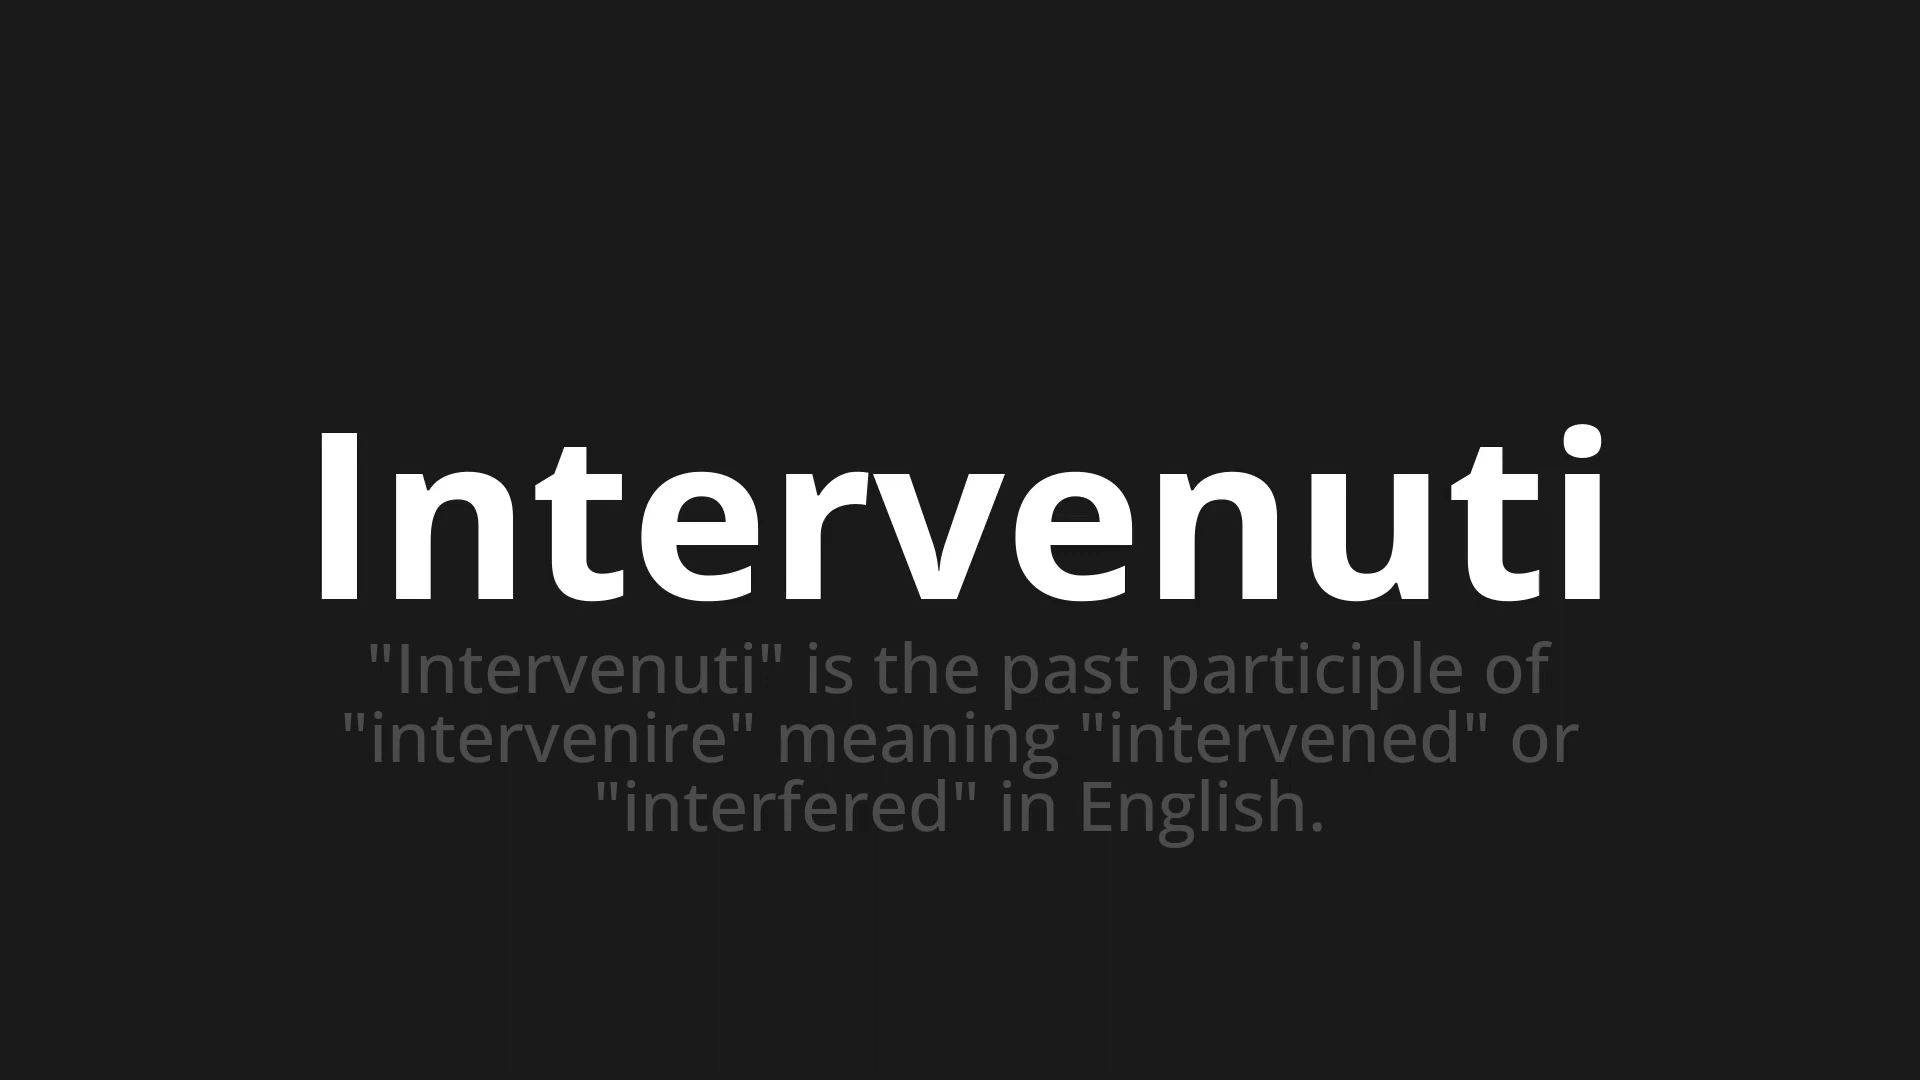 Intervenuti
"Intervenuti" is the past participle of
"intervenire" meaning "intervened" or
"interfered" in English.